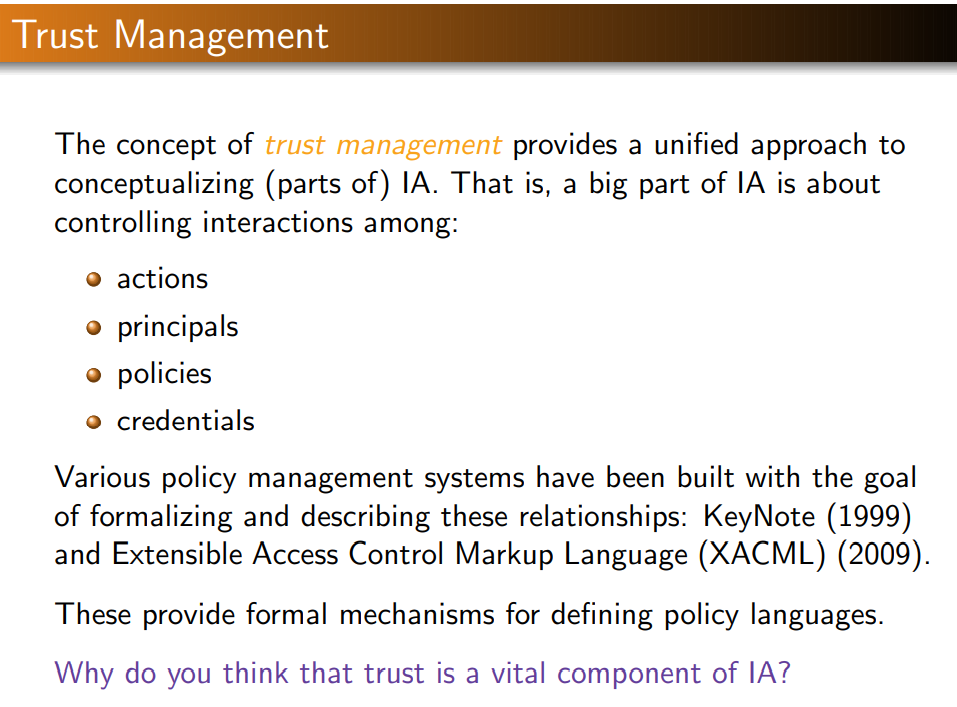 Trust Management
The concept of trust management provides a unified approach to
conceptualizing (parts of) IA. That is, a big part of IA is about
controlling interactions among:
actions
principals
policies
credentials
Various policy management systems have been built with the goal
of formalizing and describing these relationships: KeyNote (1999)
and Extensible Access Control Markup Language (XACML) (2009).
These provide formal mechanisms for defining policy languages.
Why do you think that trust is a vital component of IA?